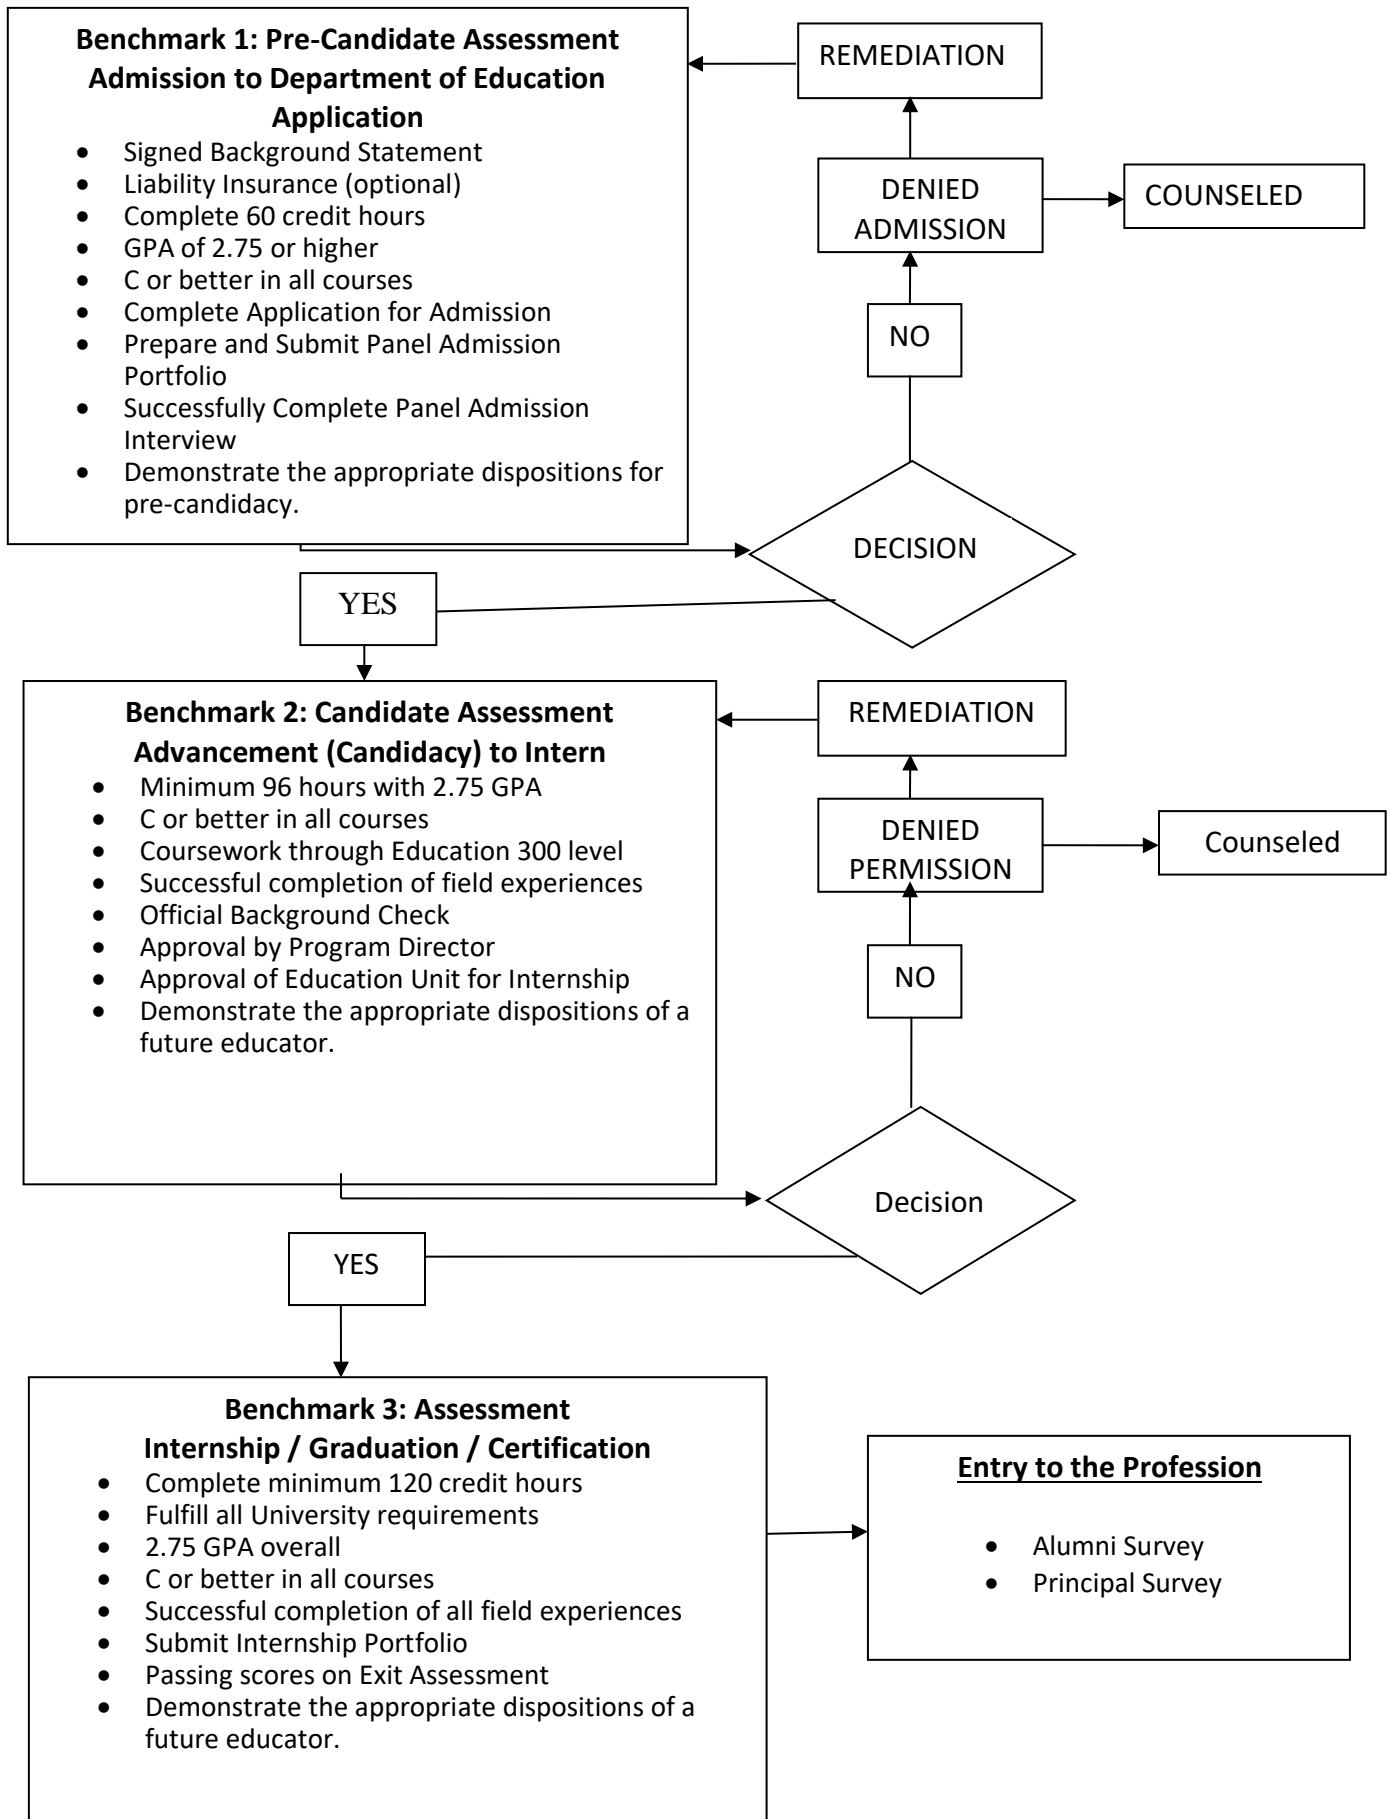 Benchmark 1: Pre-Candidate Assessment
Admission to Department of Education
Application
• Signed Background Statement
• Liability Insurance (optional)
• Complete 60 credit hours
• GPA of 2.75 or higher
• C or better in all courses
• Complete Application for Admission
• Prepare and Submit Panel Admission
Portfolio
• Successfully Complete Panel Admission
Interview
• Demonstrate the appropriate dispositions for
pre-candidacy.
REMEDIATION
DENIED
ADMISSION
COUNSELED
NO
DECISION
YES
Benchmark 2: Candidate Assessment
Advancement (Candidacy) to Intern
• Minimum 96 hours with 2.75 GPA
• C or better in all courses
• Coursework through Education 300 level
• Successful completion of field experiences
• Official Background Check
• Approval by Program Director
• Approval of Education Unit for Internship
• Demonstrate the appropriate dispositions of a
future educator.
REMEDIATION
DENIED
PERMISSION
Counseled
NO
Decision
YES
Benchmark 3: Assessment
Internship / Graduation / Certification
• Complete minimum 120 credit hours
• Fulfill all University requirements
• 2.75 GPA overall
• C or better in all courses
• Successful completion of all field experiences
• Submit Internship Portfolio
• Passing scores on Exit Assessment
• Demonstrate the appropriate dispositions of a
future educator.
Entry to the Profession
• Alumni Survey
• Principal Survey